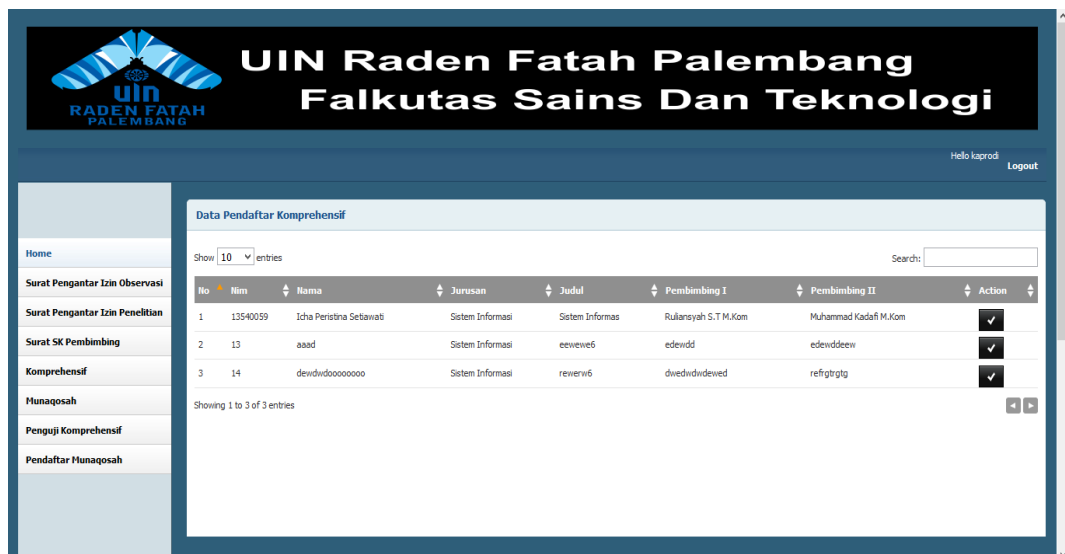 UIN Raden Fatah Palembang
Falkutas Sains Dan Teknologi
uin
RADEN FATAH
PALEMBANG
Hello kaprodi
Logout
Home
Surat Pengantar Izin Observasi
Surat Pengantar Izin Penelitian
Surat SK Pembimbing
Komprehensif
Munaqosah
Penguji Komprehensif
Pendaftar Munaqosah
Data Pendaftar Komprehensif
Show 10 entries Search:
No Nim Nama Jurusan Judul Pembimbing I Pembimbing II Action
1 13540059 Icha Peristina Setiawati Sistem Informasi Sistem Informas Ruliansyah S.T M.Kom Muhammad Kadafi M.Kom
2 13 aaad Sistem Informasi eewewe6 edewdd edewddeew
3 14 dewdwdoooooooo Sistem Informasi rewerw6 dwedwdwdewed refrgtrgtg
Showing 1 to 3 of 3 entries